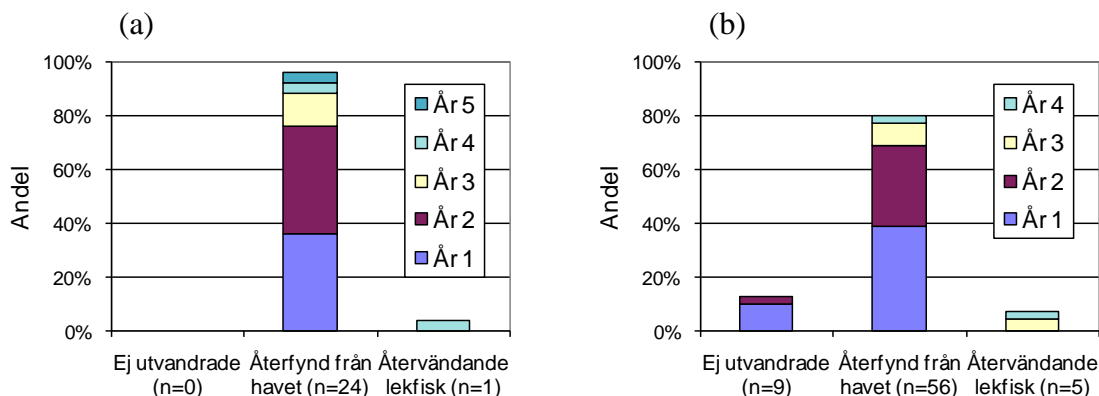 (a)
Andel
100%
80%
60%
40%
20%
0%
År 5
År 4
År 3
År 2
År 1
Ej utvandrade
(n=0)
Återfynd från
havet (n=24)
Återvändande
lekfisk (n=1)
(b)
Andel
100%
80%
60%
40%
20%
0%
År 4
År 3
År 2
År 1
Ej utvandrade
(n=9)
Återfynd från
havet (n=56)
Återvändande
lekfisk (n=5)